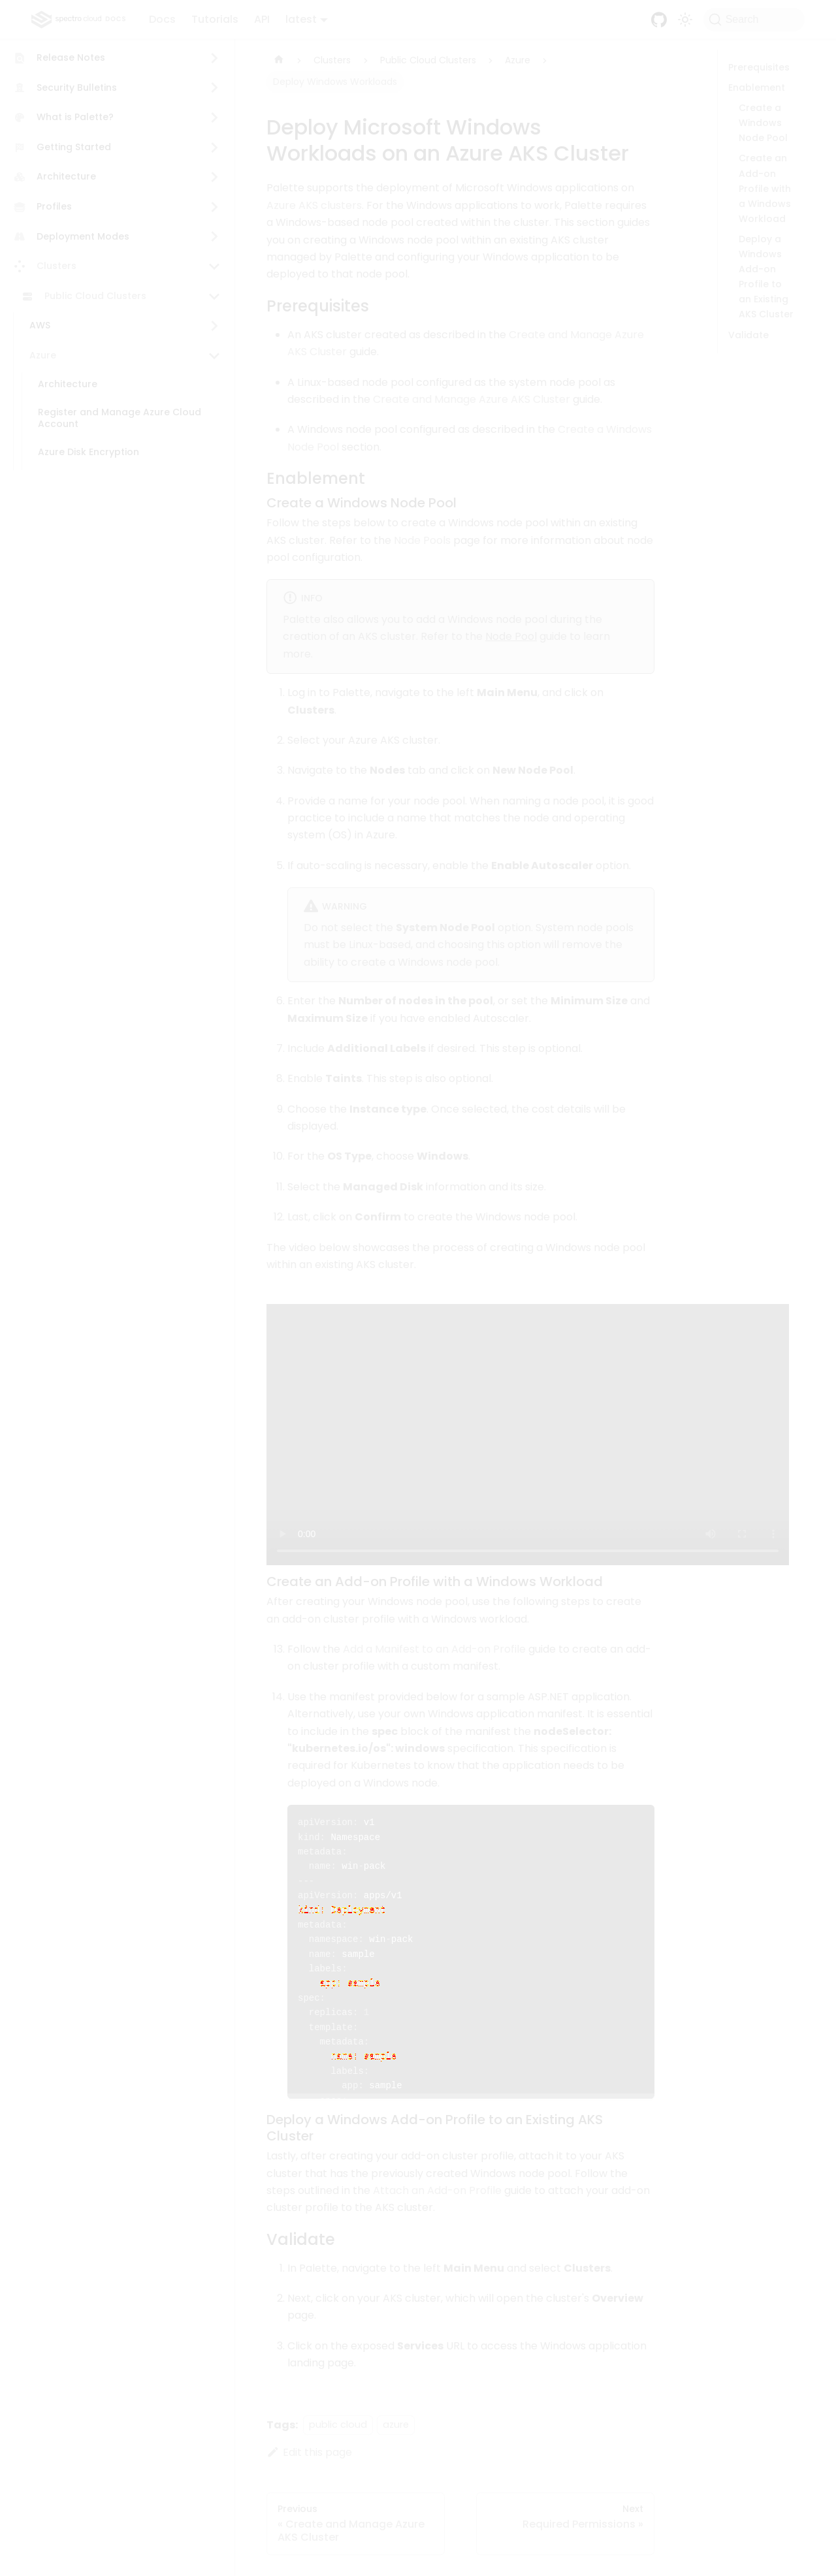 spectrocloud DOCS
Docs
Tutorials
API
latest
Search
Release Notes
Security Bulletins
What is Palette?
Getting Started
Architecture
Profiles
Deployment Modes
Clusters
Public Cloud Clusters
AWS
Azure
Architecture
Register and Manage Azure Cloud
Account
Azure Disk Encryption
Clusters
Public Cloud Clusters
Azure
Deploy Windows Workloads
Deploy Microsoft Windows
Workloads on an Azure AKS Cluster
Palette supports the deployment of Microsoft Windows applications on
Azure AKS clusters. For the Windows applications to work, Palette requires
a Windows-based node pool created within the cluster. This section guides
you on creating a Windows node pool within an existing AKS cluster
managed by Palette and configuring your Windows application to be
deployed to that node pool.
Prerequisites
An AKS cluster created as described in the Create and Manage Azure
AKS Cluster guide.
A Linux-based node pool configured as the system node pool as
described in the Create and Manage Azure AKS Cluster guide.
A Windows node pool configured as described in the Create a Windows
Node Pool section.
Enablement
Create a Windows Node Pool
Follow the steps below to create a Windows node pool within an existing
AKS cluster. Refer to the Node Pools page for more information about node
pool configuration.
INFO
Palette also allows you to add a Windows node pool during the
creation of an AKS cluster. Refer to the Node Pool guide to learn
more.
1. Log in to Palette, navigate to the left Main Menu, and click on
Clusters.
2. Select your Azure AKS cluster.
3. Navigate to the Nodes tab and click on New Node Pool.
4. Provide a name for your node pool. When naming a node pool, it is good
practice to include a name that matches the node and operating
system (OS) in Azure.
5. If auto-scaling is necessary, enable the Enable Autoscaler option.
WARNING
Do not select the System Node Pool option. System node pools
must be Linux-based, and choosing this option will remove the
ability to create a Windows node pool.
6. Enter the Number of nodes in the pool, or set the Minimum Size and
Maximum Size if you have enabled Autoscaler.
7. Include Additional Labels if desired. This step is optional.
8. Enable Taints. This step is also optional.
9. Choose the Instance type. Once selected, the cost details will be
displayed.
10. For the OS Type, choose Windows.
11. Select the Managed Disk information and its size.
12. Last, click on Confirm to create the Windows node pool.
The video below showcases the process of creating a Windows node pool
within an existing AKS cluster.
0:00
Create an Add-on Profile with a Windows Workload
After creating your Windows node pool, use the following steps to create
an add-on cluster profile with a Windows workload.
13. Follow the Add a Manifest to an Add-on Profile guide to create an add-
on cluster profile with a custom manifest.
14. Use the manifest provided below for a sample ASP.NET application.
Alternatively, use your own Windows application manifest. It is essential
to include in the spec block of the manifest the nodeSelector:
"kubernetes.io/os": windows specification. This specification is
required for Kubernetes to know that the application needs to be
deployed on a Windows node.
apiVersion: v1
kind: Namespace
metadata:
name: win-pack
---
apiVersion: apps/v1
kind: Deployment
metadata:
namespace: win-pack
name: sample
labels:
app: sample
spec:
replicas: 1
template:
metadata:
name: sample
labels:
app: sample
Deploy a Windows Add-on Profile to an Existing AKS
Cluster
Lastly, after creating your add-on cluster profile, attach it to your AKS
cluster that has the previously created Windows node pool. Follow the
steps outlined in the Attach an Add-on Profile guide to attach your add-on
cluster profile to the AKS cluster.
Validate
1. In Palette, navigate to the left Main Menu and select Clusters.
2. Next, click on your AKS cluster, which will open the cluster's Overview
page.
3. Click on the exposed Services URL to access the Windows application
landing page.
Tags: public cloud azure
Edit this page
Previous
« Create and Manage Azure
AKS Cluster
Next
Required Permissions »
Prerequisites
Enablement
Create a
Windows
Node Pool
Create an
Add-on
Profile with
a Windows
Workload
Deploy a
Windows
Add-on
Profile to
an Existing
AKS Cluster
Validate